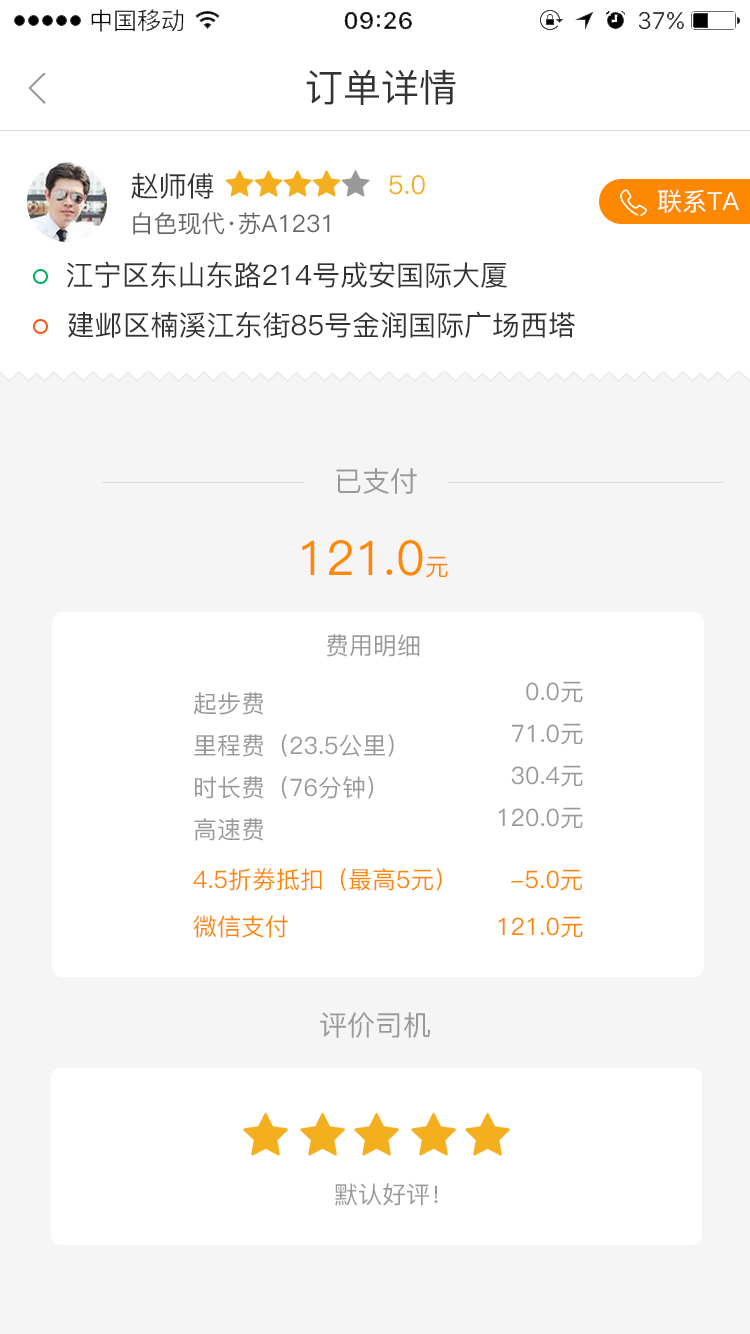 中国移动 09:26 37%
订单详情
赵师傅 5.0
白色现代·苏A1231
联系TA
江宁区东山东路214号成安国际大厦
建邺区楠溪江东街85号金润国际广场西塔
已支付
121.0元
费用明细
起步费 0.0元
里程费（23.5公里） 71.0元
时长费（76分钟） 30.4元
高速费 120.0元
4.5折券抵扣（最高5元） –5.0元
微信支付 121.0元
评价司机
默认好评!